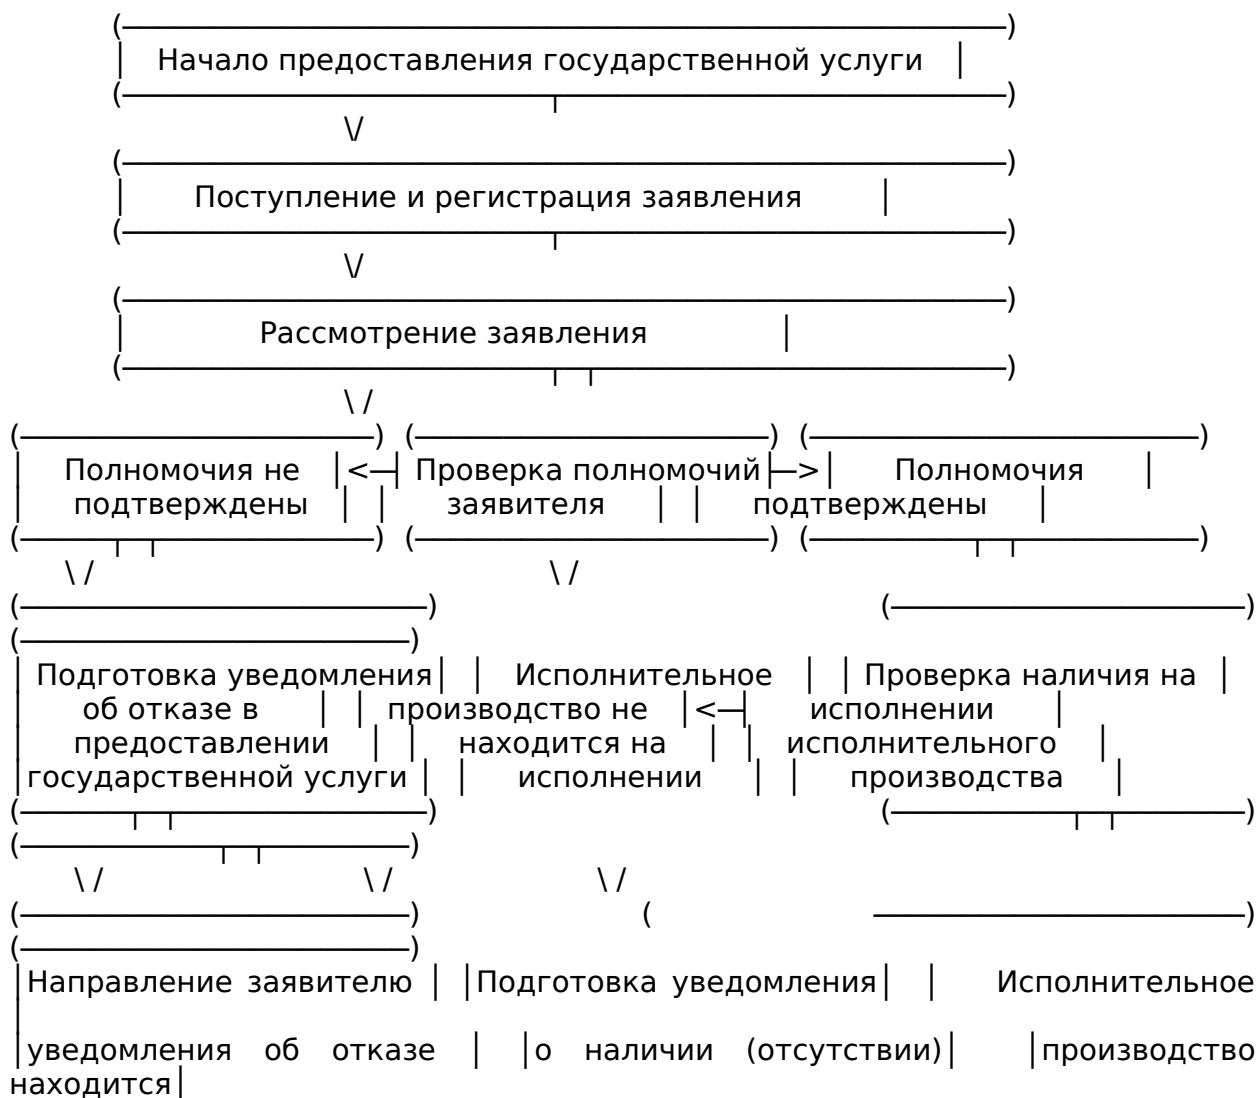 Начало предоставления государственной услуги
Поступление и регистрация заявления
Рассмотрение заявления
Полномочия не |<—| Проверка полномочий|—>| Полномочия
подтверждены | | заявителя | | подтверждены
Подготовка уведомления| | Исполнительное | | Проверка наличия на |
об отказе в | | производство не |<—| исполнении |
предоставлении | | находится на | | исполнительного |
|государственной услуги | | исполнении | | производства |
|Направление заявителю | |Подготовка уведомления| | Исполнительное
|
|уведомления об отказе | |о наличии (отсутствии)| |производство
находится|